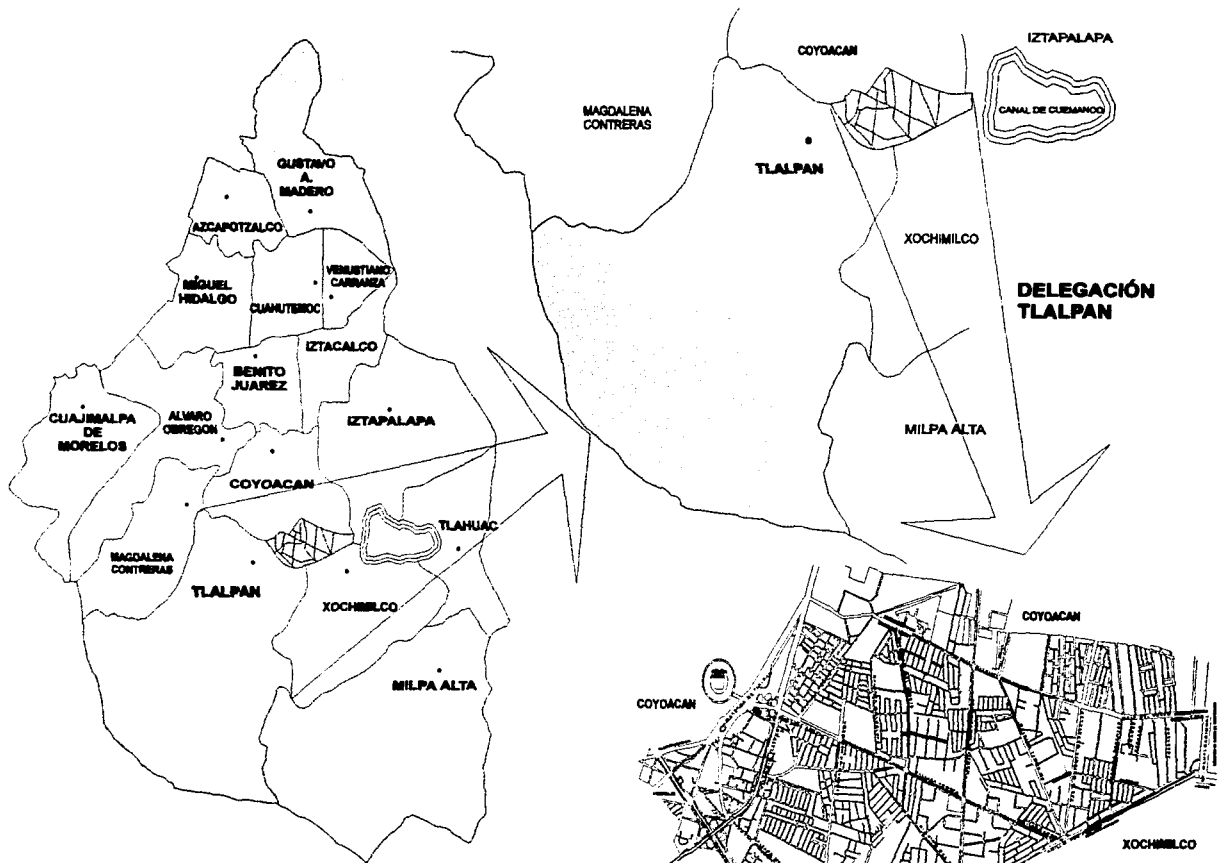 GUSTAVO
A.
MADERO
AZCAPOTZALCO
MIGUEL
HIDALGO
CUAHUTEMOC
VENUSTIANO
CARRANZA
IZTACALCO
BENITO
JUAREZ
CUAJIMALPA
DE
MORELOS
ALVARO
OBREGON
IZTAPALAPA
COYOACAN
TLAHUAC
MAGDALENA
CONTRERAS
TLALPAN
XOCHIMILCO
MILPA ALTA
COYOACAN
IZTAPALAPA
MAGDALENA
CONTRERAS
CANAL DE CUEMANCO
TLALPAN
XOCHIMILCO
DELEGACIÓN
TLALPAN
MILPA ALTA
COYOACAN
COYOACAN
XOCHIMILCO